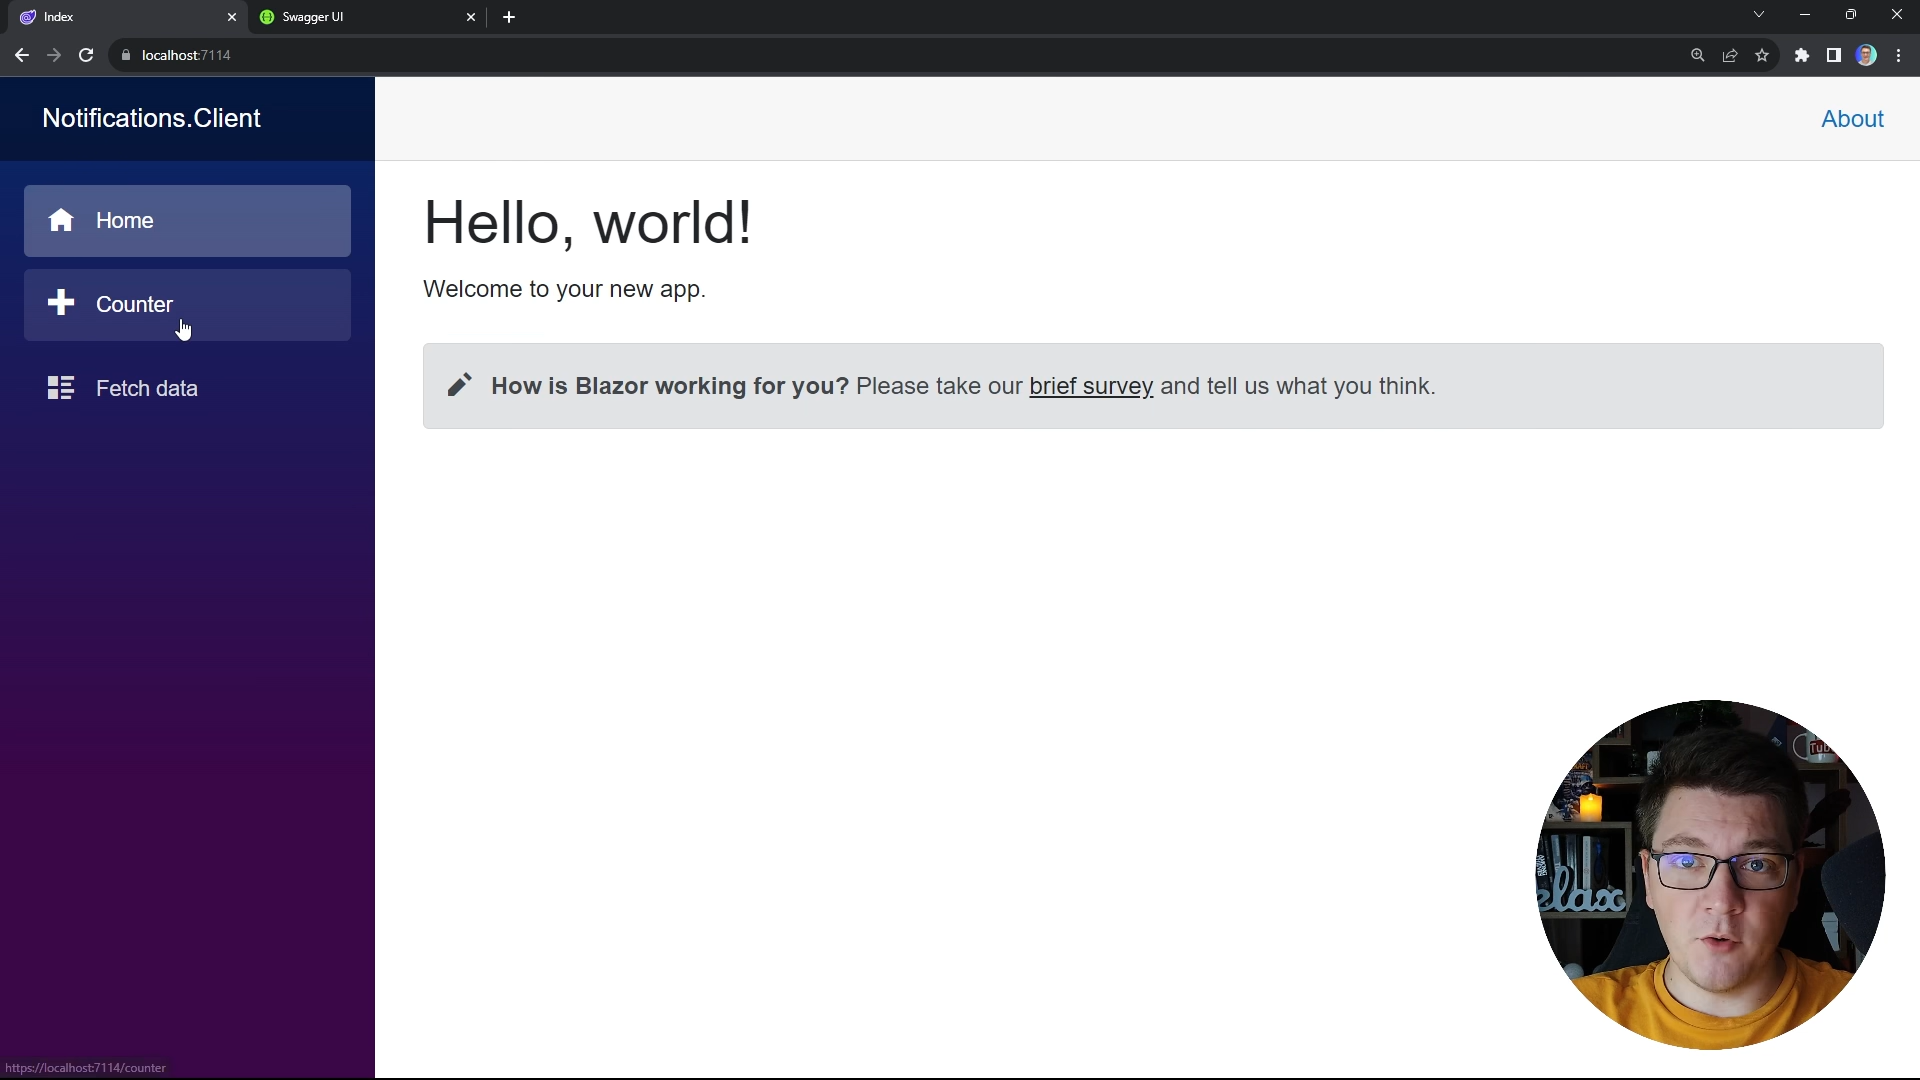 Index
Swagger UI
localhost:7114
Notifications.Client
About
Home
Counter
Fetch data
Hello, world!
Welcome to your new app.
How is Blazor working for you? Please take our brief survey and tell us what you think.
elax
https://localhost:7114/counter